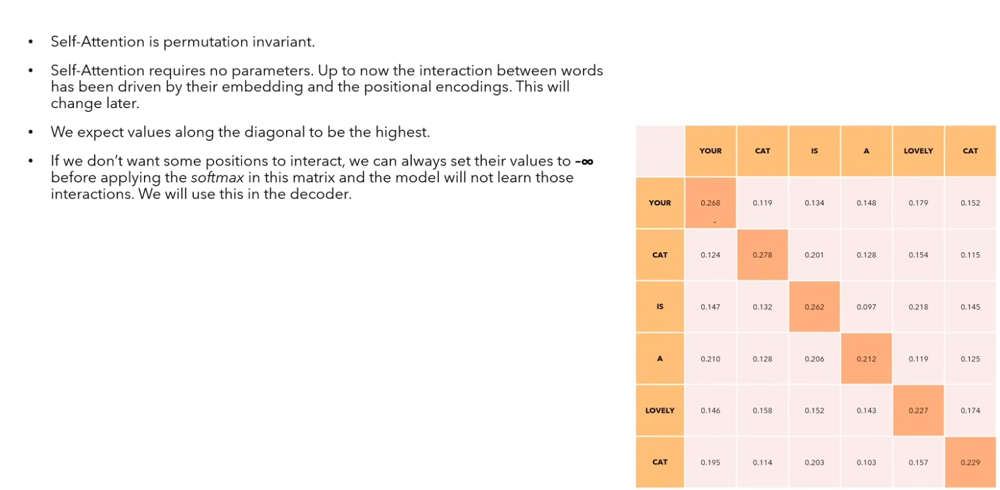 • Self-Attention is permutation invariant.
• Self-Attention requires no parameters. Up to now the interaction between words
has been driven by their embedding and the positional encodings. This will
change later.
• We expect values along the diagonal to be the highest.
• If we don’t want some positions to interact, we can always set their values to -∞
before applying the softmax in this matrix and the model will not learn those
interactions. We will use this in the decoder.
YOUR CAT IS A LOVELY CAT
YOUR 0.268 0.119 0.134 0.148 0.179 0.152
CAT 0.124 0.278 0.201 0.128 0.154 0.115
IS 0.147 0.132 0.262 0.097 0.218 0.145
A 0.210 0.128 0.206 0.212 0.119 0.125
LOVELY 0.146 0.158 0.152 0.143 0.227 0.174
CAT 0.195 0.114 0.203 0.103 0.157 0.229